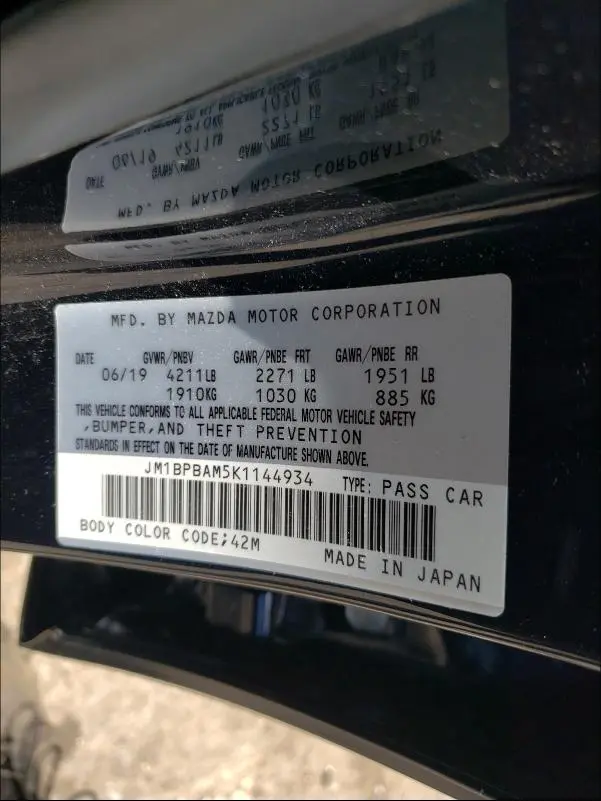 MFD. BY MAZDA MOTOR CORPORATION
DATE GVWR/PNBV GAWR/PNBE FRT GAWR/PNBE RR
06/19 4211LB 2271 LB 1951 LB
1910KG 1030 KG 885 KG
THIS VEHICLE CONFORMS TO ALL APPLICABLE FEDERAL MOTOR VEHICLE SAFETY
,BUMPER,AND THEFT PREVENTION
STANDARDS IN EFFECT ON THE DATE OF MANUFACTURE SHOWN ABOVE.
JM1BPBAM5K1144934 TYPE: PASS CAR
BODY COLOR CODE;42M
MADE IN JAPAN